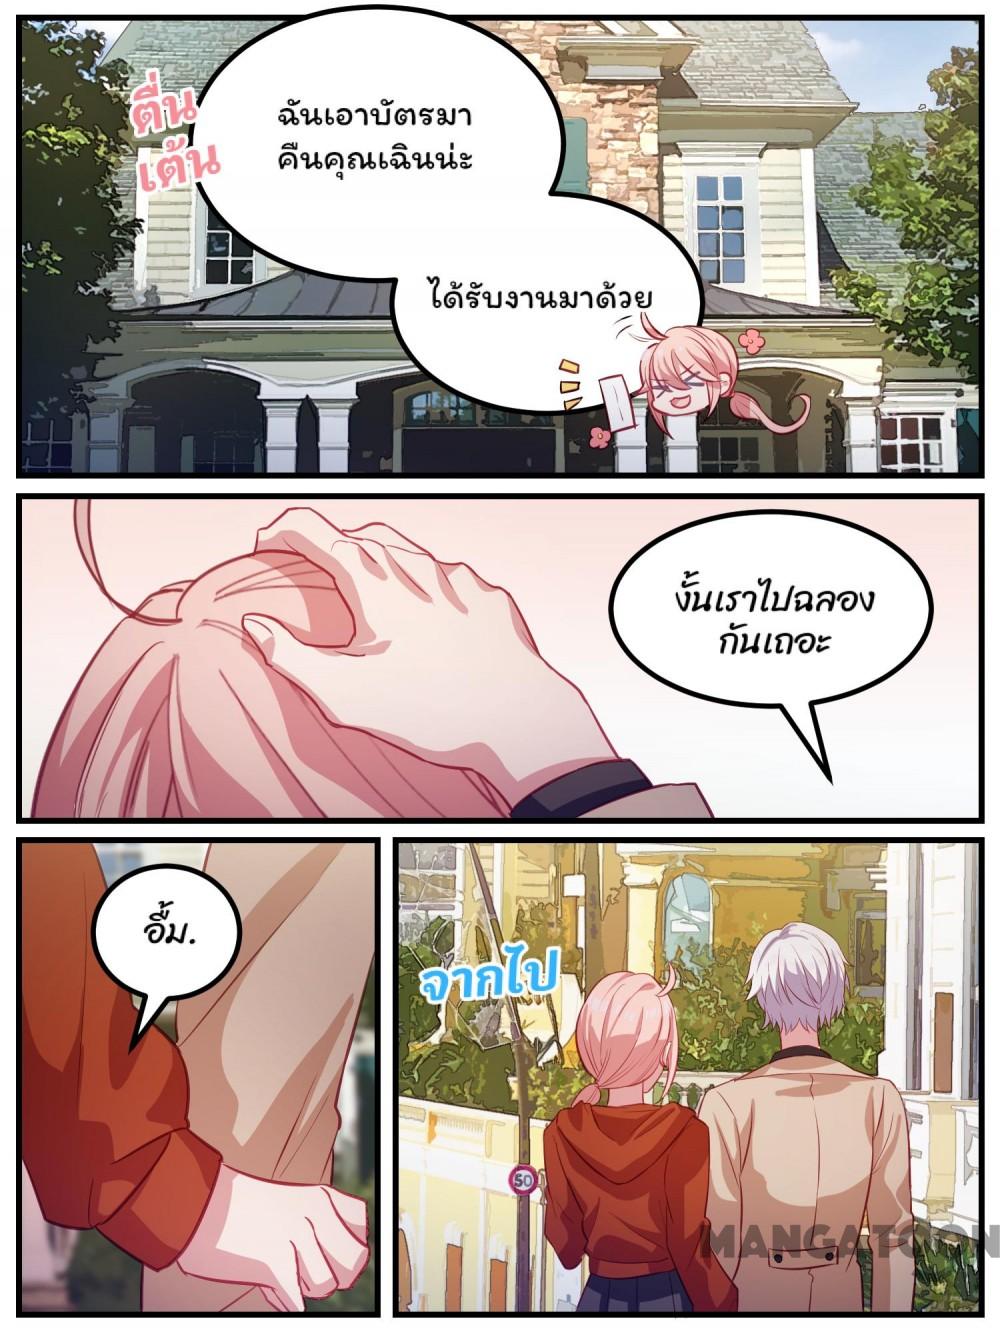 ตื่น
เต้น
ฉันเอาบัตรมา
คืนคุณเฉินน่ะ
ได้รับงานมาด้วย
งั้นเราไปฉลอง
กันเถอะ
อื้ม.
จากไป
50
MANGATOON